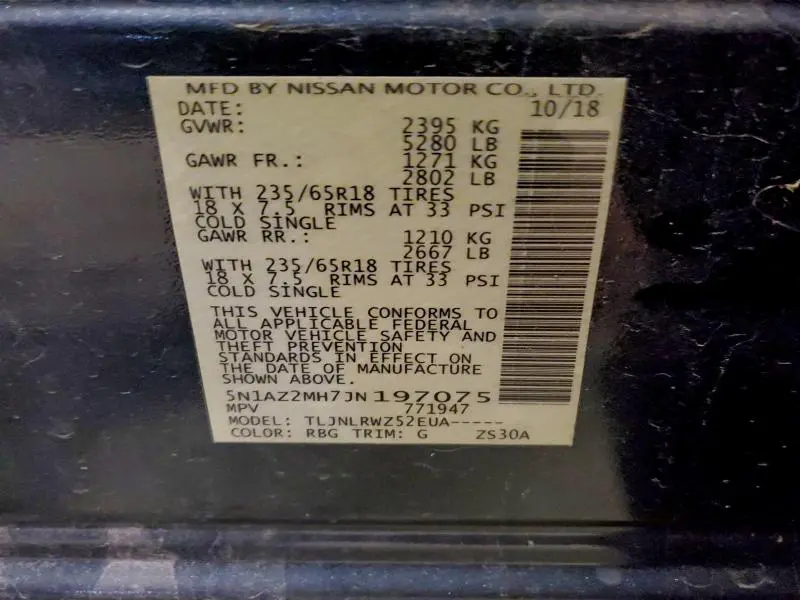 MFD BY NISSAN MOTOR CO., LTD.
DATE: 10/18
GVWR: 2395 KG
5280 LB
GAWR FR.: 1271 KG
2802 LB
WITH 235/65R18 TIRES
18 X 7.5 RIMS AT 33 PSI
COLD SINGLE
GAWR RR.: 1210 KG
2667 LB
WITH 235/65R18 TIRES
18 X 7.5 RIMS AT 33 PSI
COLD SINGLE
THIS VEHICLE CONFORMS TO
ALL APPLICABLE FEDERAL
MOTOR VEHICLE SAFETY AND
THEFT PREVENTION
STANDARDS IN EFFECT ON
THE DATE OF MANUFACTURE
SHOWN ABOVE.
5N1AZ2MH7JN197075
MPV 771947
MODEL: TLJNLRWZ52EUA-----
COLOR: RBG TRIM: G ZS30A